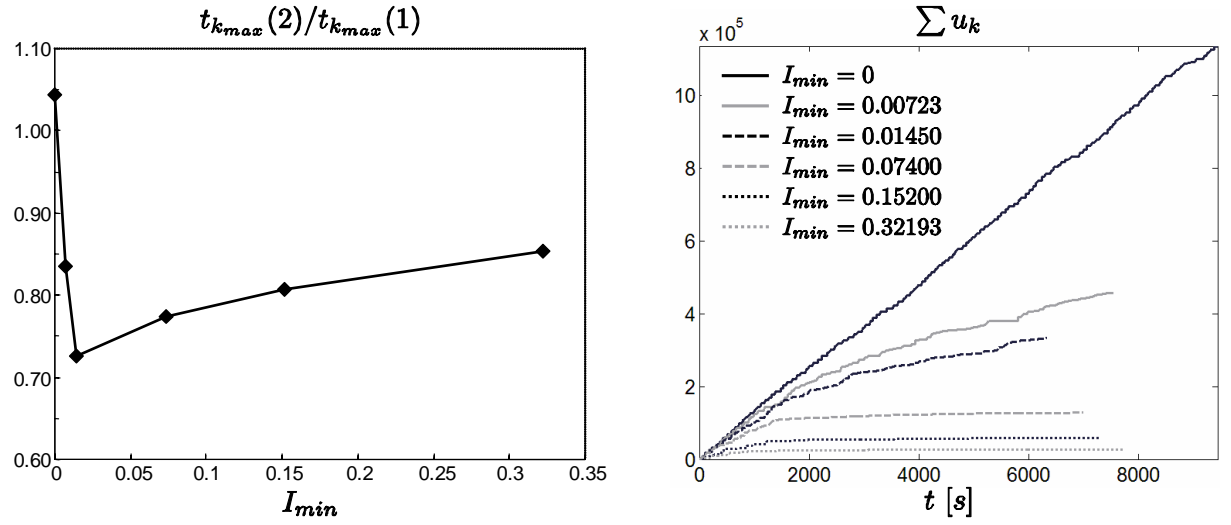 t_{k_{max}}(2)/t_{k_{max}}(1)
1.10
1.00
0.90
0.80
0.70
0.60
0 0.05 0.1 0.15 0.2 0.25 0.3 0.35
I_{min}
∑ u_k
x 10^5
I_{min} = 0
I_{min} = 0.00723
I_{min} = 0.01450
I_{min} = 0.07400
I_{min} = 0.15200
I_{min} = 0.32193
10
8
6
4
2
0
0 2000 4000 6000 8000
t [s]